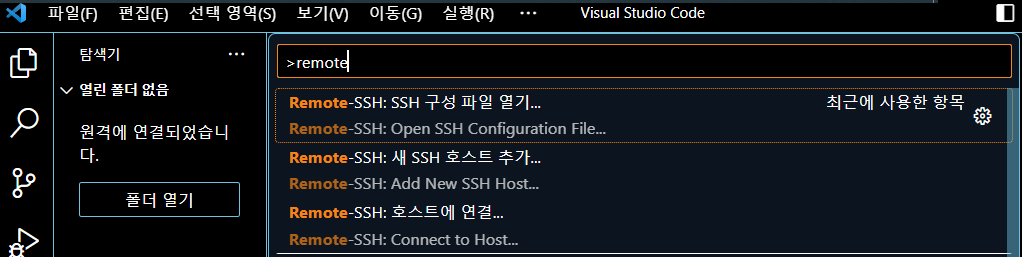 파일(F) 편집(E) 선택 영역(S) 보기(V) 이동(G) 실행(R) ··· Visual Studio Code
탐색기 ···
열린 폴더 없음
원격에 연결되었습니
다.
폴더 열기
>remote
Remote-SSH: SSH 구성 파일 열기... 최근에 사용한 항목
Remote-SSH: Open SSH Configuration File...
Remote-SSH: 새 SSH 호스트 추가...
Remote-SSH: Add New SSH Host...
Remote-SSH: 호스트에 연결...
Remote-SSH: Connect to Host...